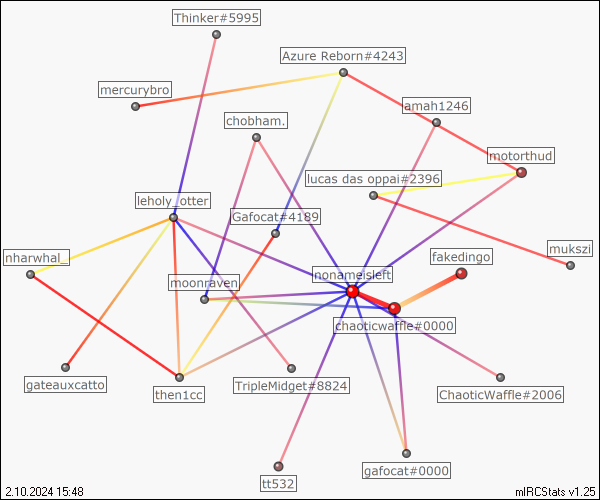 Thinker#5995
Azure Reborn#4243
mercurybro
amah1246
chobham.
motorthud
lucas das oppai#2396
leholy_otter
Gafocat#4189
nharwhal_
mukszi
fakedingo
nonameisleft
moonraven
chaoticwaffle#0000
gateauxcatto
TripleMidget#8824
then1cc
ChaoticWaffle#2006
gafocat#0000
tt532
2.10.2024 15:48
mIRCStats v1.25